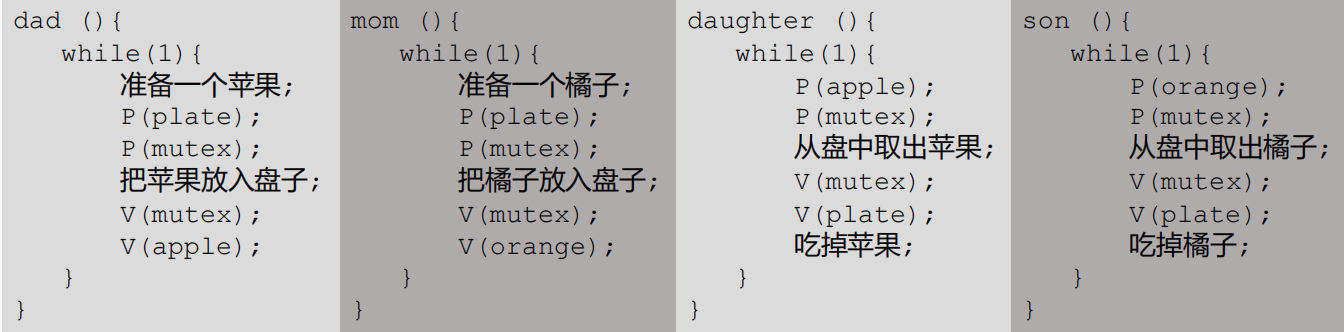 dad (){
while(1){
准备一个苹果;
P(plate);
P(mutex);
把苹果放入盘子;
V(mutex);
V(apple);
}
}
mom (){
while(1){
准备一个橘子;
P(plate);
P(mutex);
把橘子放入盘子;
V(mutex);
V(orange);
}
}
daughter (){
while(1){
P(apple);
P(mutex);
从盘中取出苹果;
V(mutex);
V(plate);
吃掉苹果;
}
}
son (){
while(1){
P(orange);
P(mutex);
从盘中取出橘子;
V(mutex);
V(plate);
吃掉橘子;
}
}